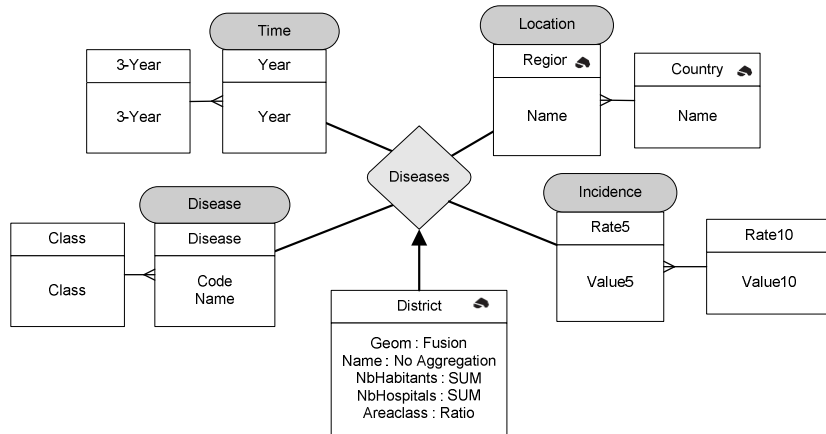 Time
3-Year
Year
3-Year
Year
Location
Regior
Country
Name
Name
Diseases
Disease
Class
Disease
Class
Code
Name
Incidence
Rate5
Rate10
Value5
Value10
District
Geom : Fusion
Name : No Aggregation
NbHabitants : SUM
NbHospitals : SUM
Areaclass : Ratio